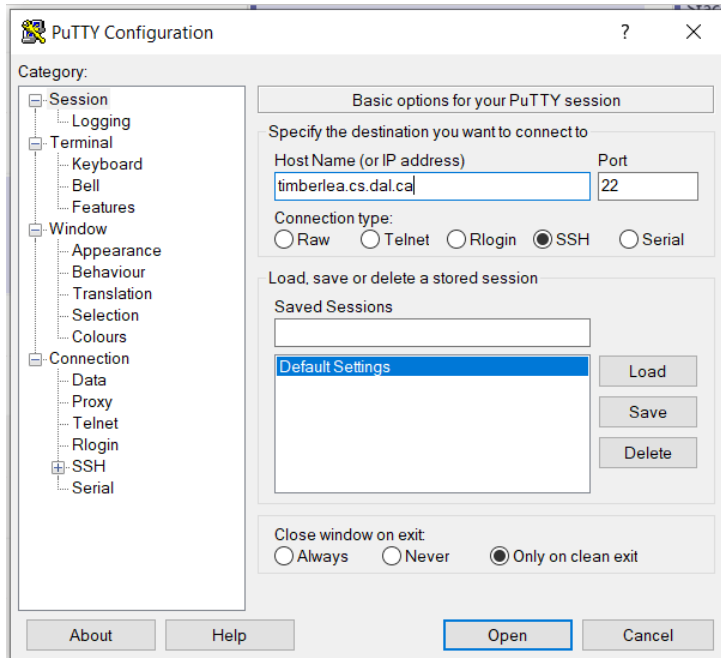 PuTTY Configuration
?
Category:
Session
Logging
Terminal
Keyboard
Bell
Features
Window
Appearance
Behaviour
Translation
Selection
Colours
Connection
Data
Proxy
Telnet
Rlogin
SSH
Serial
Basic options for your PuTTY session
Specify the destination you want to connect to
Host Name (or IP address) Port
timberlea.cs.dal.ca 22
Connection type:
Raw Telnet Rlogin SSH Serial
Load, save or delete a stored session
Saved Sessions
Default Settings
Load
Save
Delete
Close window on exit:
Always Never Only on clean exit
About Help Open Cancel